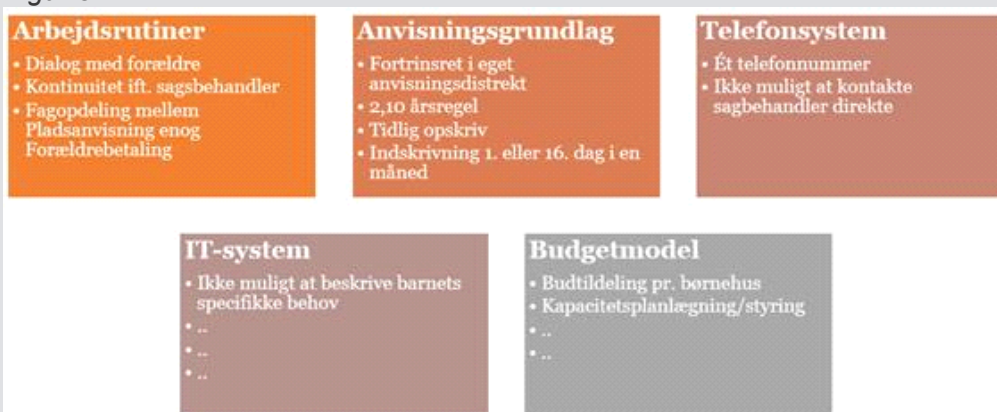 Arbejdsrutiner
• Dialog med forældre
• Kontinuitet ift. sagsbehandler
• Fagopdeling mellem
Pladsanvisning enog
Forældrebetaling
Anvisningsgrundlag
• Fortrinsret i eget
anvisningsdistrekt
• 2,10 årsregel
• Tidlig opskriv
• Indskrivning 1. eller 16. dag i en
måned
Telefonsystem
• Ét telefonnummer
• Ikke muligt at kontakte
sagbehandler direkte
IT-system
• Ikke muligt at beskrive barnets
specifikke behov
• ..
• ..
• ..
Budgetmodel
• Budtildeling pr. børnehus
• Kapacitetsplanlægning/styring
• ..
• ..